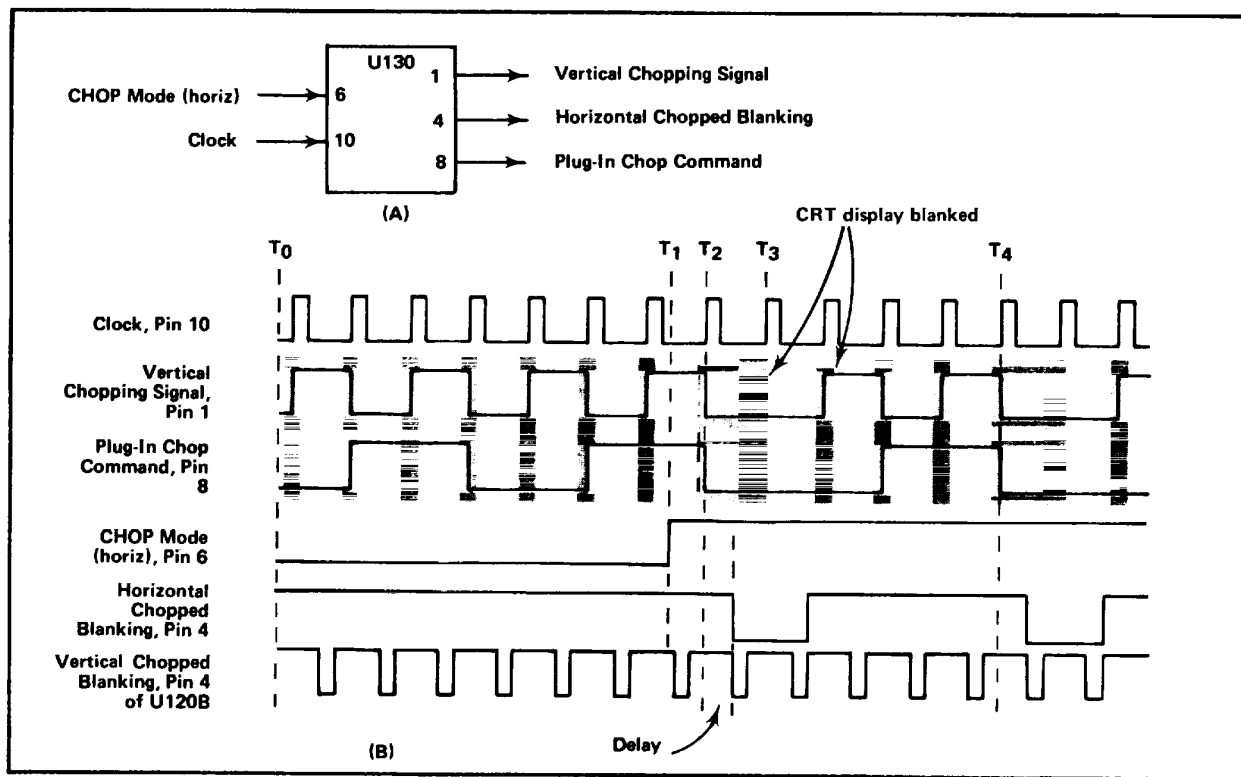 U130
CHOP Mode (horiz)
6
Clock
10
1
Vertical Chopping Signal
4
Horizontal Chopped Blanking
8
Plug-In Chop Command
(A)
CRT display blanked
T0
T1
T2
T3
T4
Clock, Pin 10
Vertical
Chopping Signal,
Pin 1
Plug-In Chop
Command, Pin
8
CHOP Mode
(horiz), Pin 6
Horizontal
Chopped
Blanking, Pin 4
Vertical Chopped
Blanking, Pin 4
of U120B
Delay
(B)